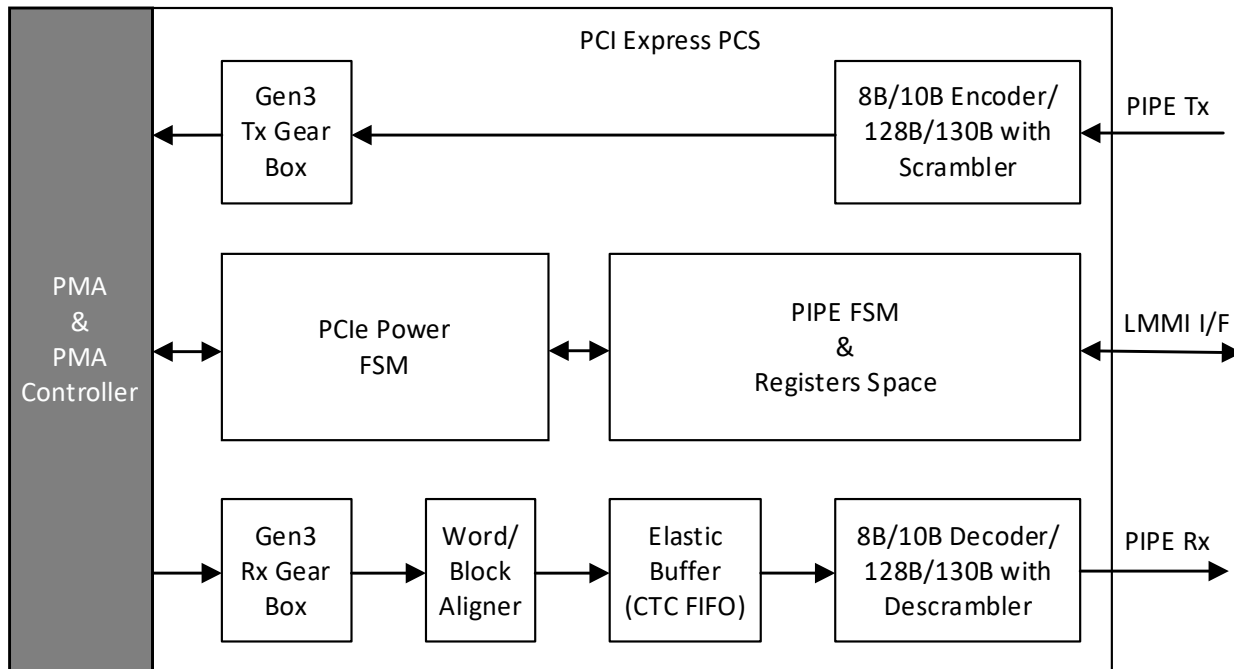 PCI Express PCS
Gen3
Tx Gear
Box
8B/10B Encoder/
128B/130B with
Scrambler
PIPE Tx
PMA
&
PMA
Controller
PCIe Power
FSM
PIPE FSM
&
Registers Space
LMMI I/F
Gen3
Rx Gear
Box
Word/
Block
Aligner
Elastic
Buffer
(CTC FIFO)
8B/10B Decoder/
128B/130B with
Descrambler
PIPE Rx